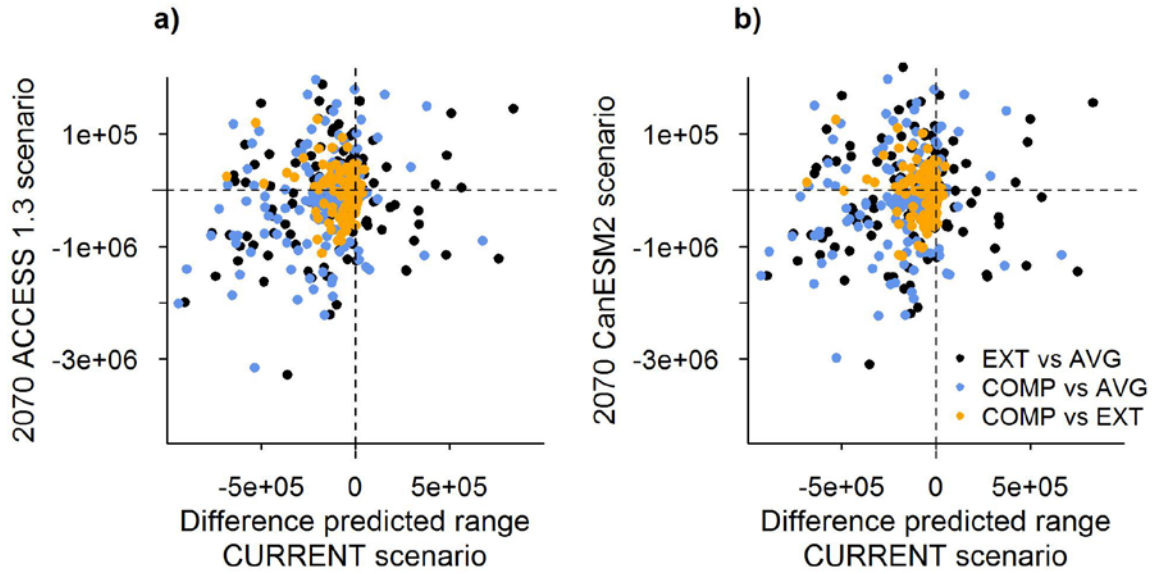 a)
2070 ACCESS 1.3 scenario
1e+05
-1e+06
-3e+06
-5e+05 0 5e+05
Difference predicted range
CURRENT scenario
b)
2070 CanESM2 scenario
1e+05
-1e+06
-3e+06
EXT vs AVG
COMP vs AVG
COMP vs EXT
-5e+05 0 5e+05
Difference predicted range
CURRENT scenario